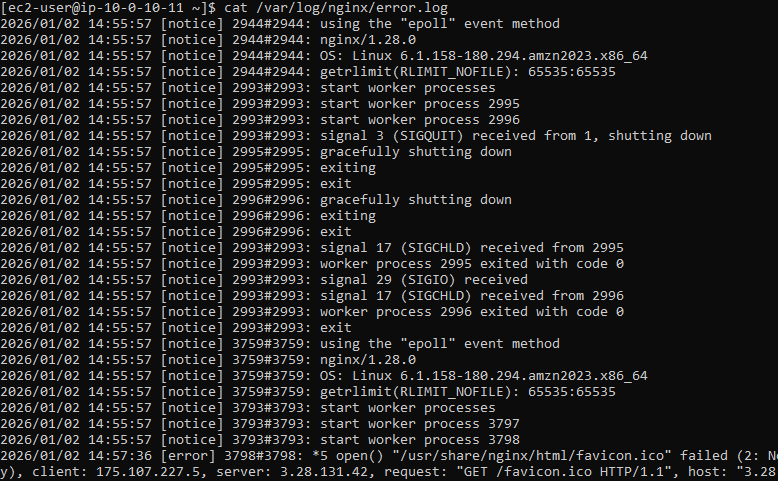 [ec2-user@ip-10-0-10-11 ~]$ cat /var/log/nginx/error.log
2026/01/02 14:55:57 [notice] 2944#2944: using the "epoll" event method
2026/01/02 14:55:57 [notice] 2944#2944: nginx/1.28.0
2026/01/02 14:55:57 [notice] 2944#2944: OS: Linux 6.1.158-180.294.amzn2023.x86_64
2026/01/02 14:55:57 [notice] 2944#2944: getrlimit(RLIMIT_NOFILE): 65535:65535
2026/01/02 14:55:57 [notice] 2993#2993: start worker processes
2026/01/02 14:55:57 [notice] 2993#2993: start worker process 2995
2026/01/02 14:55:57 [notice] 2993#2993: start worker process 2996
2026/01/02 14:55:57 [notice] 2993#2993: signal 3 (SIGQUIT) received from 1, shutting down
2026/01/02 14:55:57 [notice] 2995#2995: gracefully shutting down
2026/01/02 14:55:57 [notice] 2995#2995: exiting
2026/01/02 14:55:57 [notice] 2995#2995: exit
2026/01/02 14:55:57 [notice] 2996#2996: gracefully shutting down
2026/01/02 14:55:57 [notice] 2996#2996: exiting
2026/01/02 14:55:57 [notice] 2996#2996: exit
2026/01/02 14:55:57 [notice] 2993#2993: signal 17 (SIGCHLD) received from 2995
2026/01/02 14:55:57 [notice] 2993#2993: worker process 2995 exited with code 0
2026/01/02 14:55:57 [notice] 2993#2993: signal 29 (SIGIO) received
2026/01/02 14:55:57 [notice] 2993#2993: signal 17 (SIGCHLD) received from 2996
2026/01/02 14:55:57 [notice] 2993#2993: worker process 2996 exited with code 0
2026/01/02 14:55:57 [notice] 2993#2993: exit
2026/01/02 14:55:57 [notice] 3759#3759: using the "epoll" event method
2026/01/02 14:55:57 [notice] 3759#3759: nginx/1.28.0
2026/01/02 14:55:57 [notice] 3759#3759: OS: Linux 6.1.158-180.294.amzn2023.x86_64
2026/01/02 14:55:57 [notice] 3759#3759: getrlimit(RLIMIT_NOFILE): 65535:65535
2026/01/02 14:55:57 [notice] 3793#3793: start worker processes
2026/01/02 14:55:57 [notice] 3793#3793: start worker process 3797
2026/01/02 14:55:57 [notice] 3793#3793: start worker process 3798
2026/01/02 14:57:36 [error] 3798#3798: *5 open() "/usr/share/nginx/html/favicon.ico" failed (2: No
y), client: 175.107.227.5, server: 3.28.131.42, request: "GET /favicon.ico HTTP/1.1", host: "3.28